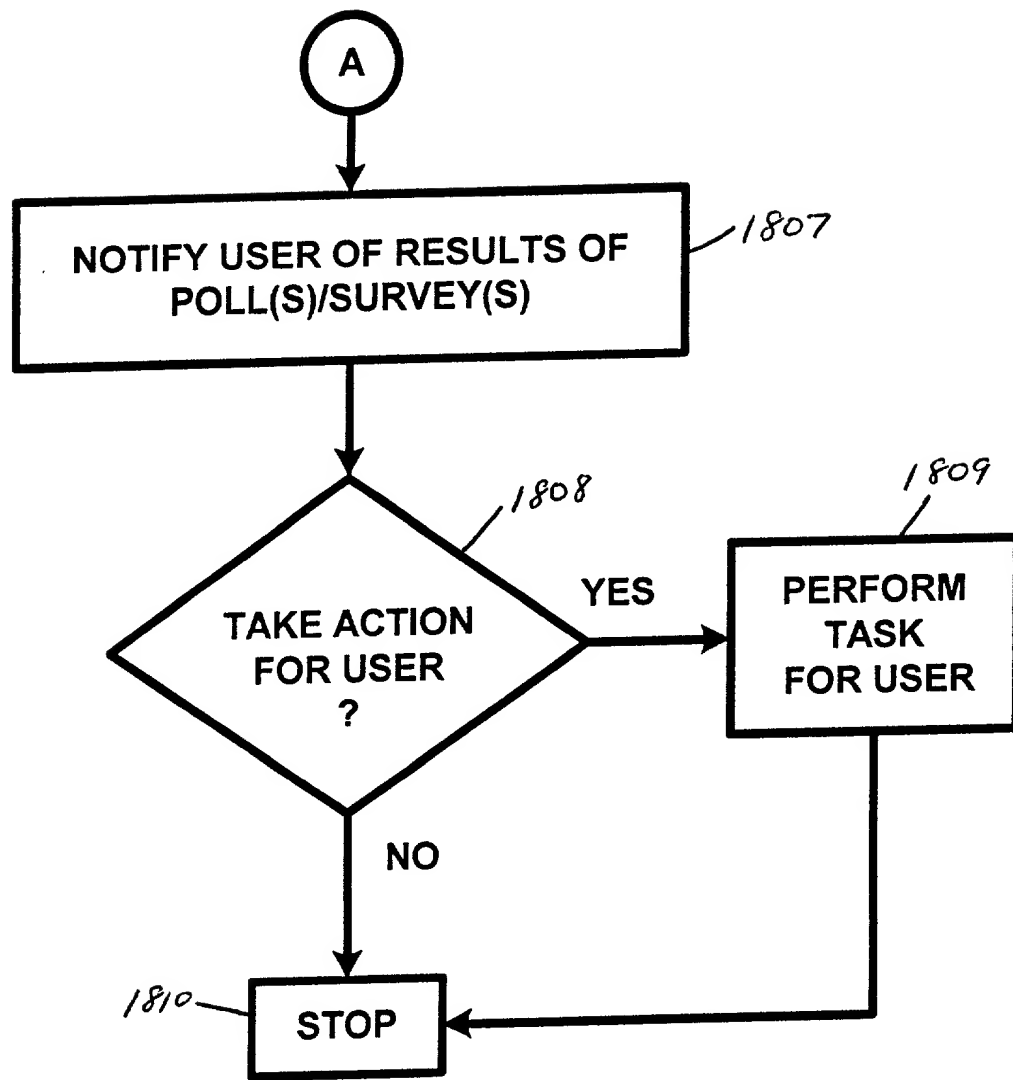 A
NOTIFY USER OF RESULTS OF
POLL(S)/SURVEY(S)
1807
1808
TAKE ACTION
FOR USER
?
YES
1809
PERFORM
TASK
FOR USER
NO
1810
STOP